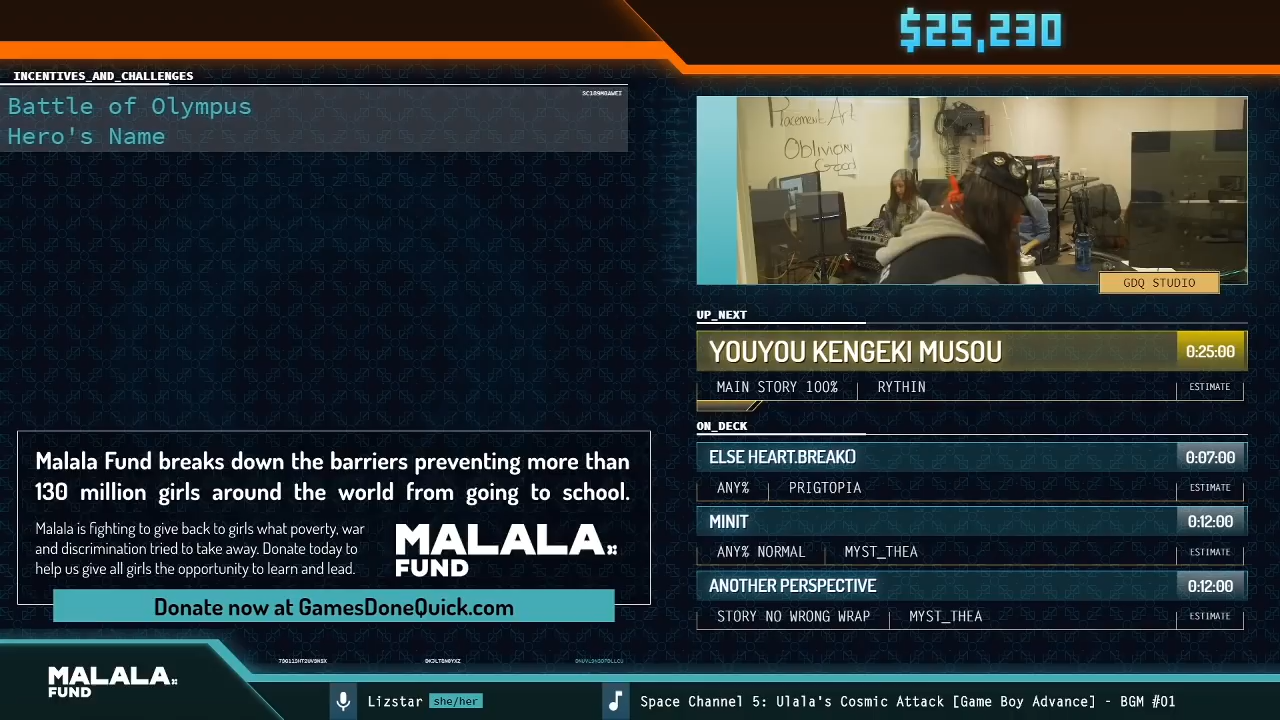 $25,230
INCENTIVES_AND_CHALLENGES
Battle of Olympus
Hero's Name
Placement Art
Oblivion
Good
GDQ STUDIO
UP_NEXT
YOUYOU KENGEKI MUSOU
0:25:00
MAIN STORY 100%
RYTHIN
ESTIMATE
ON_DECK
ELSE HEART.BREAK()
0:07:00
ANY%
PRIGTOPIA
ESTIMATE
MINIT
0:12:00
ANY% NORMAL
MYST_THEA
ESTIMATE
ANOTHER PERSPECTIVE
0:12:00
STORY NO WRONG WRAP
MYST_THEA
ESTIMATE
Malala Fund breaks down the barriers preventing more than
130 million girls around the world from going to school.
Malala is fighting to give back to girls what poverty, war
and discrimination tried to take away. Donate today to
help us give all girls the opportunity to learn and lead.
MALALA
FUND
Donate now at GamesDoneQuick.com
MALALA
FUND
Lizstar
she/her
Space Channel 5: Ulala's Cosmic Attack [Game Boy Advance] - BGM #01